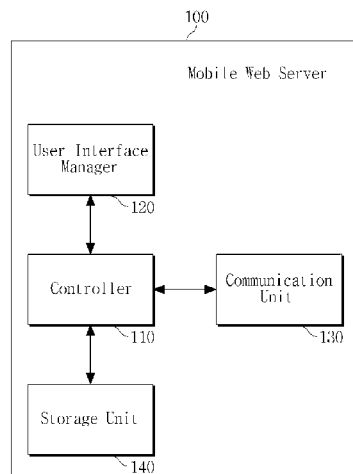 100
Mobile Web Server
User Interface
Manager
120
Controller
110
Communication
Unit
130
Storage Unit
140